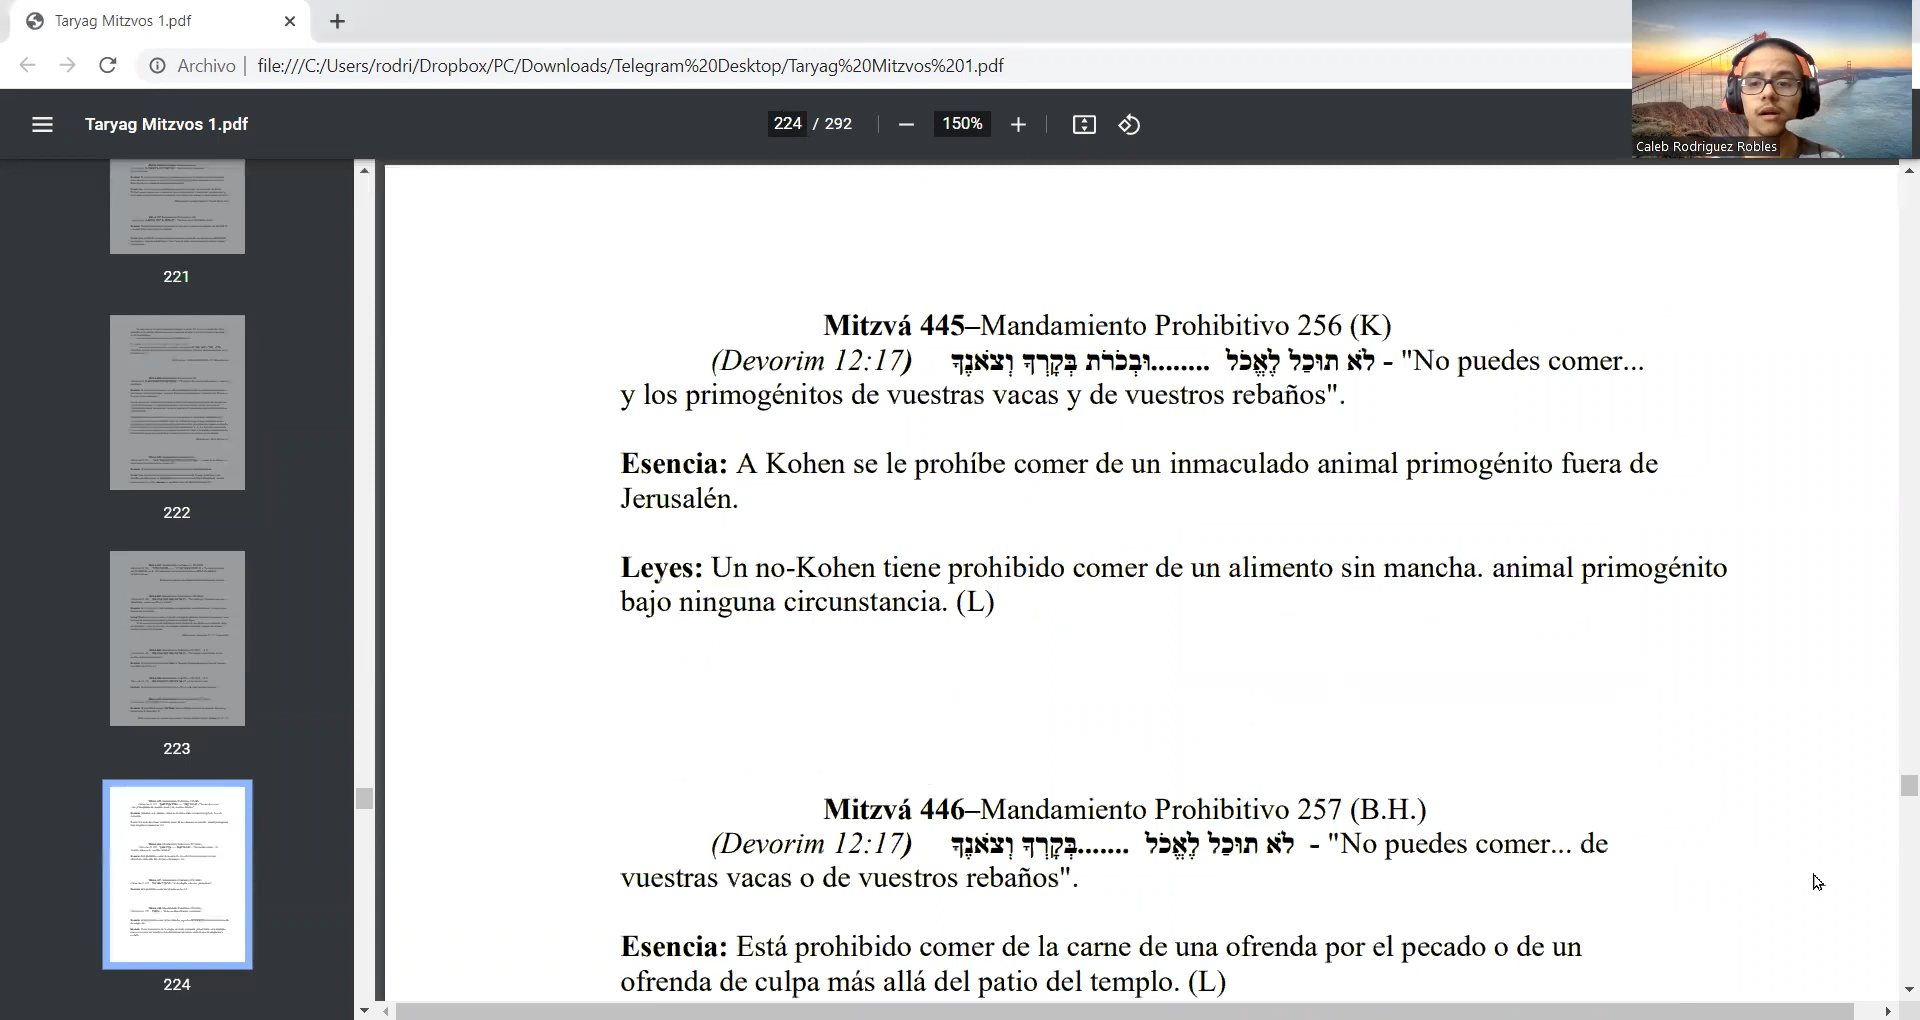 Taryag Mitzvos 1.pdf
Archivo
file:///C:/Users/rodri/Dropbox/PC/Downloads/Telegram%20Desktop/Taryag%20Mitzvos%201.pdf
Caleb Rodriguez Robles
Taryag Mitzvos 1.pdf
224 / 292
150%
221
222
223
224
Mitzvá 445–Mandamiento Prohibitivo 256 (K)
(Devorim 12:17) לֹא תוּכַל לֶאֱכֹל ........וּבְכֹרֹת בְּקָרְךָ וְצֹאנֶךָ - "No puedes comer...
y los primogénitos de vuestras vacas y de vuestros rebaños".
Esencia: A Kohen se le prohíbe comer de un inmaculado animal primogénito fuera de
Jerusalén.
Leyes: Un no-Kohen tiene prohibido comer de un alimento sin mancha. animal primogénito
bajo ninguna circunstancia. (L)
Mitzvá 446–Mandamiento Prohibitivo 257 (B.H.)
(Devorim 12:17) לֹא תוּכַל לֶאֱכֹל .......בְּקָרְךָ וְצֹאנֶךָ - "No puedes comer... de
vuestras vacas o de vuestros rebaños".
Esencia: Está prohibido comer de la carne de una ofrenda por el pecado o de un
ofrenda de culpa más allá del patio del templo. (L)